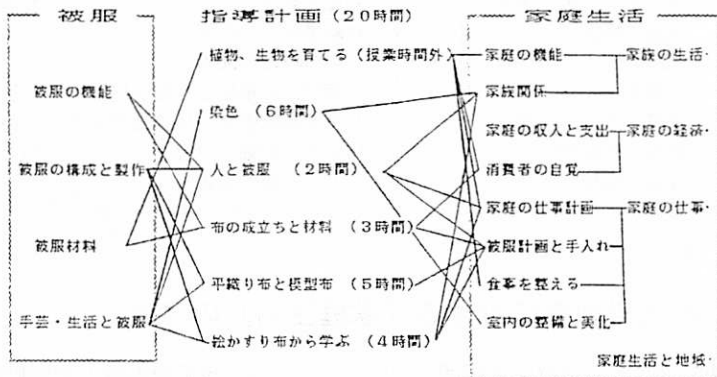 被服
指導計画（20時間）
家庭生活
植物、生物を育てる（授業時間外）
家庭の機能
家族の生活
被服の機能
家族関係
染色（6時間）
家庭の収入と支出
家庭の経済
被服の構成と製作
人と被服（2時間）
消費者の自覚
家庭の仕事計画
家庭の仕事
布の成立ちと材料（3時間）
被服材料
被服計画と手入れ
平織り布と模型布（5時間）
食事を整える
手芸・生活と被服
室内の整備と美化
絵かすり布から学ぶ（4時間）
家庭生活と地域